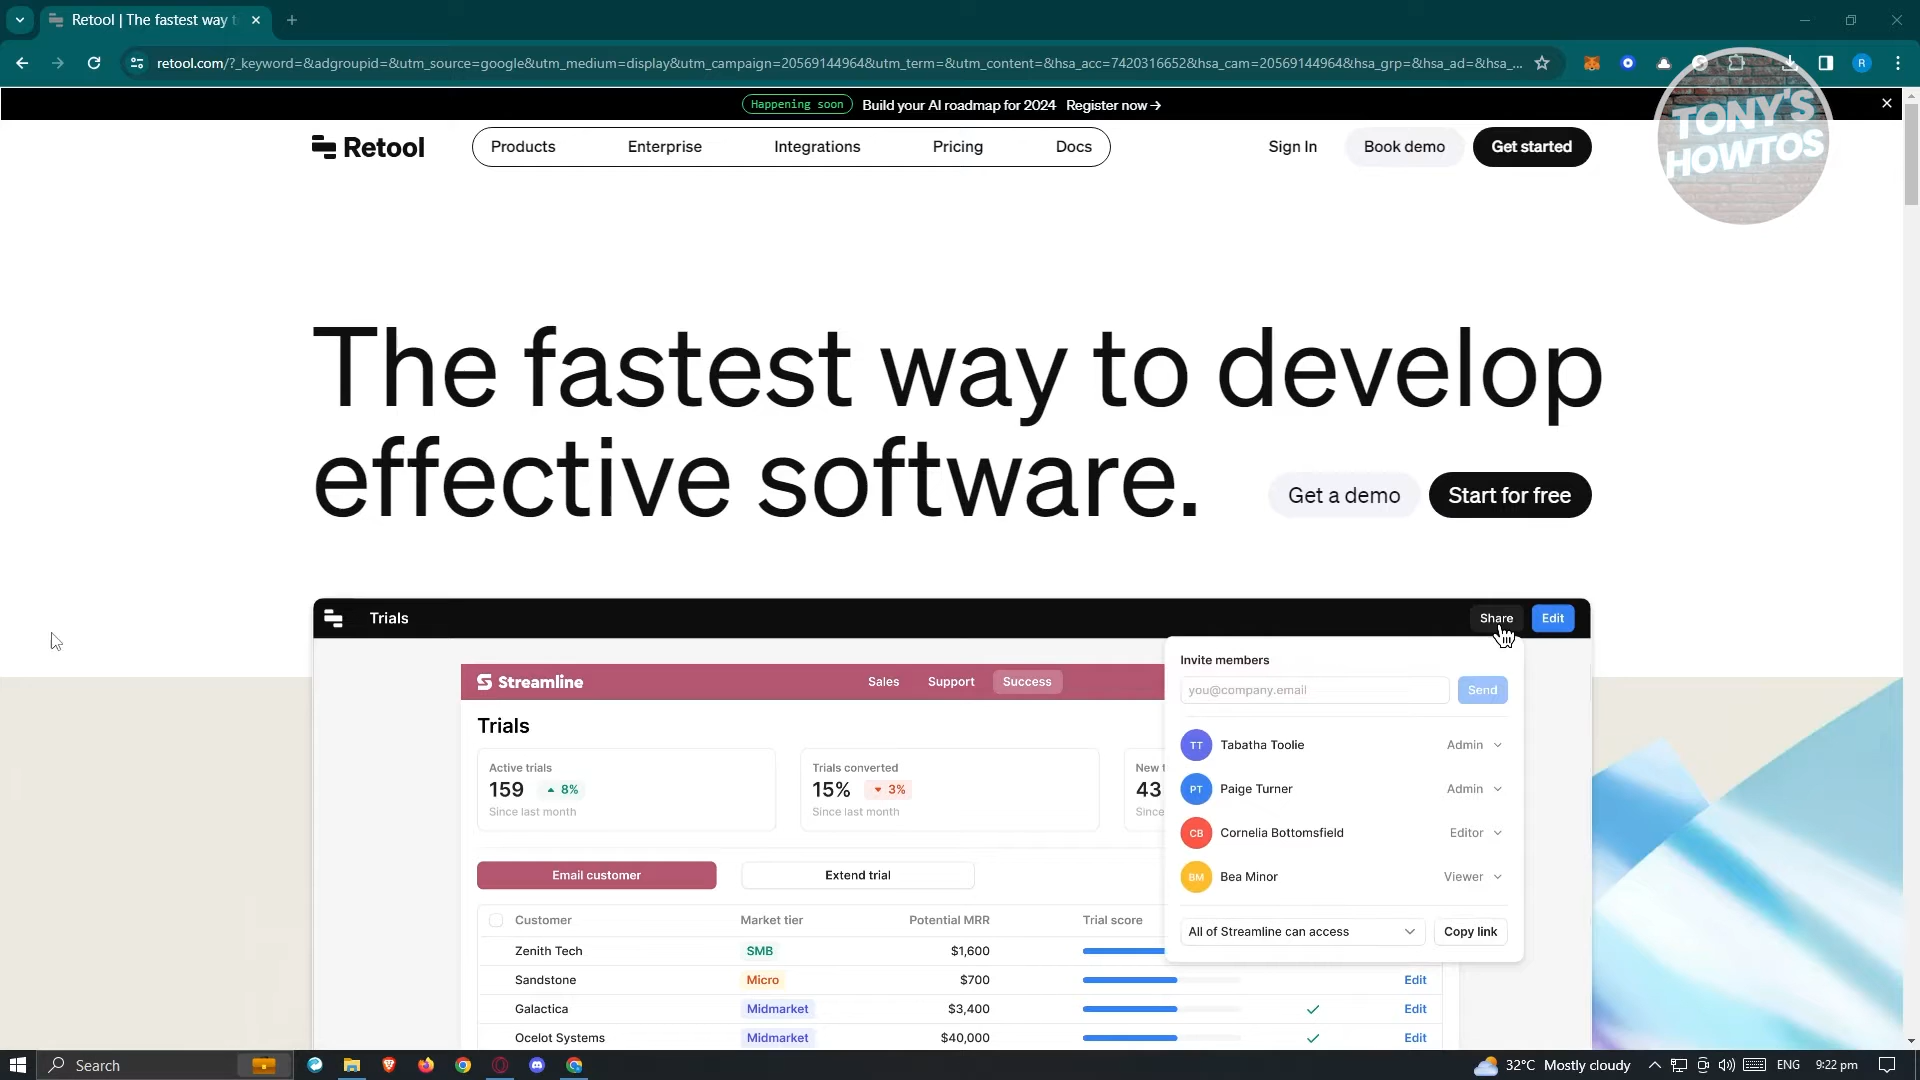 Retool | The fastest way t
retool.com/?_keyword=&adgroupid=&utm_source=google&utm_medium=display&utm_campaign=20569144964&utm_term=&utm_content=&hsa_acc=7420316652&hsa_cam=20569144964&hsa_grp=&hsa_ad=&hsa_...
R
TONY'S
HOWTOS
Happening soon Build your AI roadmap for 2024 Register now →
Retool Products Enterprise Integrations Pricing Docs Sign In Book demo Get started
The fastest way to develop
effective software.
Get a demo Start for free
Trials Share Edit
Invite members
you@company.email Send
Streamline Sales Support Success
Trials
Active trials
159 8%
Since last month
Trials converted
15% 3%
Since last month
New t
43
Since
TT Tabatha Toolie Admin
PT Paige Turner Admin
CB Cornelia Bottomsfield Editor
BM Bea Minor Viewer
All of Streamline can access Copy link
Email customer Extend trial
Customer Market tier Potential MRR Trial score
Zenith Tech SMB $1,600
Sandstone Micro $700 Edit
Galactica Midmarket $3,400 Edit
Ocelot Systems Midmarket $40,000 Edit
Search 32°C Mostly cloudy ENG 9:22 pm